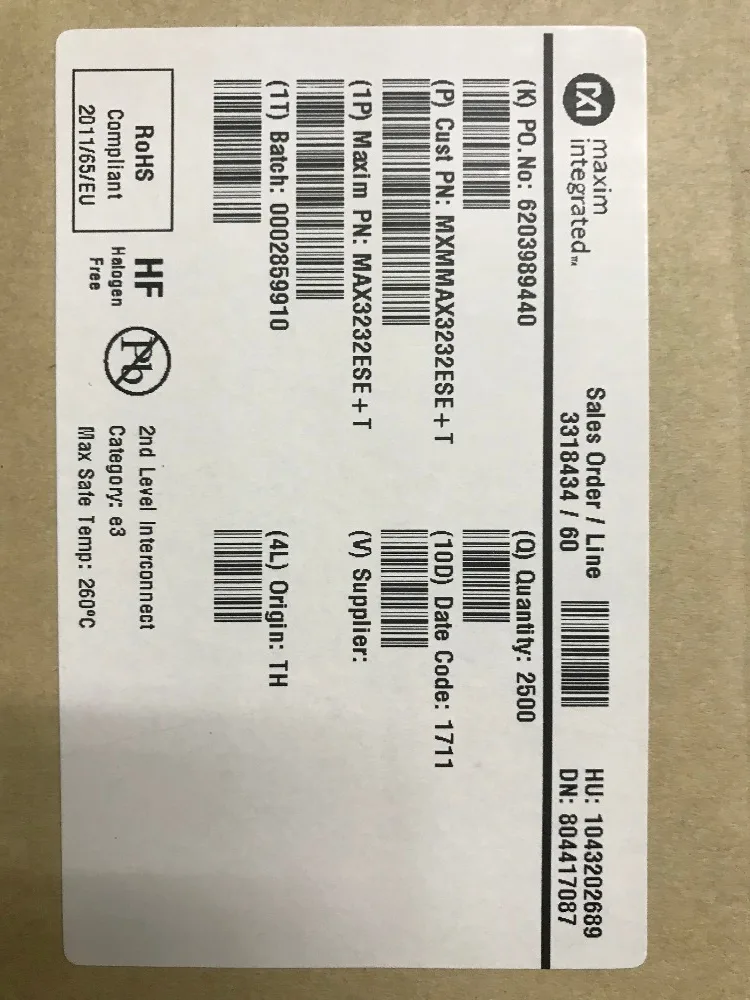 maxim
integrated™
Sales Order / Line
3318434 / 60
HU: 1043202689
DN: 804417087
(K) PO.No: 6203989440
(Q) Quantity: 2500
(P) Cust PN: MXMMAX3232ESE+T
(10D) Date Code: 1711
(1P) Maxim PN: MAX3232ESE+T
(V) Supplier:
(1T) Batch: 0002859910
(4L) Origin: TH
RoHS
Compliant
2011/65/EU
HF
Halogen
Free
Pb
2nd Level Interconnect
Category: e3
Max Safe Temp: 260ºC